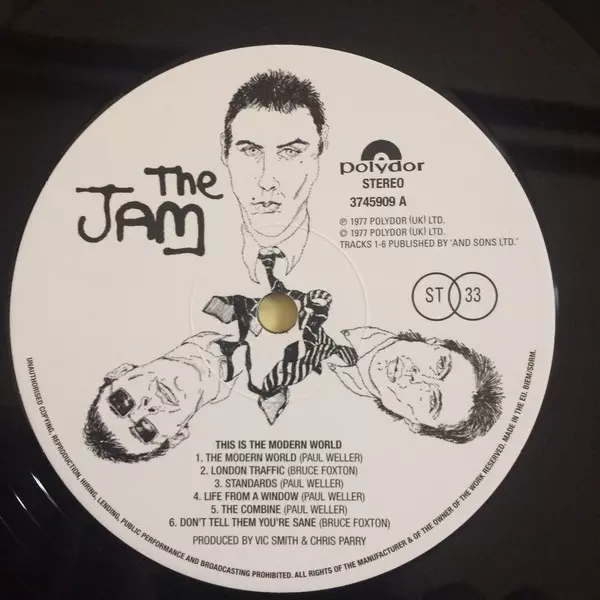 The
JAM
polydor
STEREO
3745909 A
℗ 1977 POLYDOR (UK) LTD.
© 1977 POLYDOR (UK) LTD.
TRACKS 1-6 PUBLISHED BY 'AND SONS LTD.'
ST 33
THIS IS THE MODERN WORLD
1. THE MODERN WORLD (PAUL WELLER)
2. LONDON TRAFFIC (BRUCE FOXTON)
3. STANDARDS (PAUL WELLER)
4. LIFE FROM A WINDOW (PAUL WELLER)
5. THE COMBINE (PAUL WELLER)
6. DON'T TELL THEM YOU'RE SANE (BRUCE FOXTON)
PRODUCED BY VIC SMITH & CHRIS PARRY
UNAUTHORISED COPYING, REPRODUCTION, HIRING, LENDING, PUBLIC PERFORMANCE AND BROADCASTING PROHIBITED. ALL RIGHTS OF THE MANUFACTURER & OF THE OWNER OF THE WORK RESERVED. MADE IN THE EU. BIEM/SDRM.